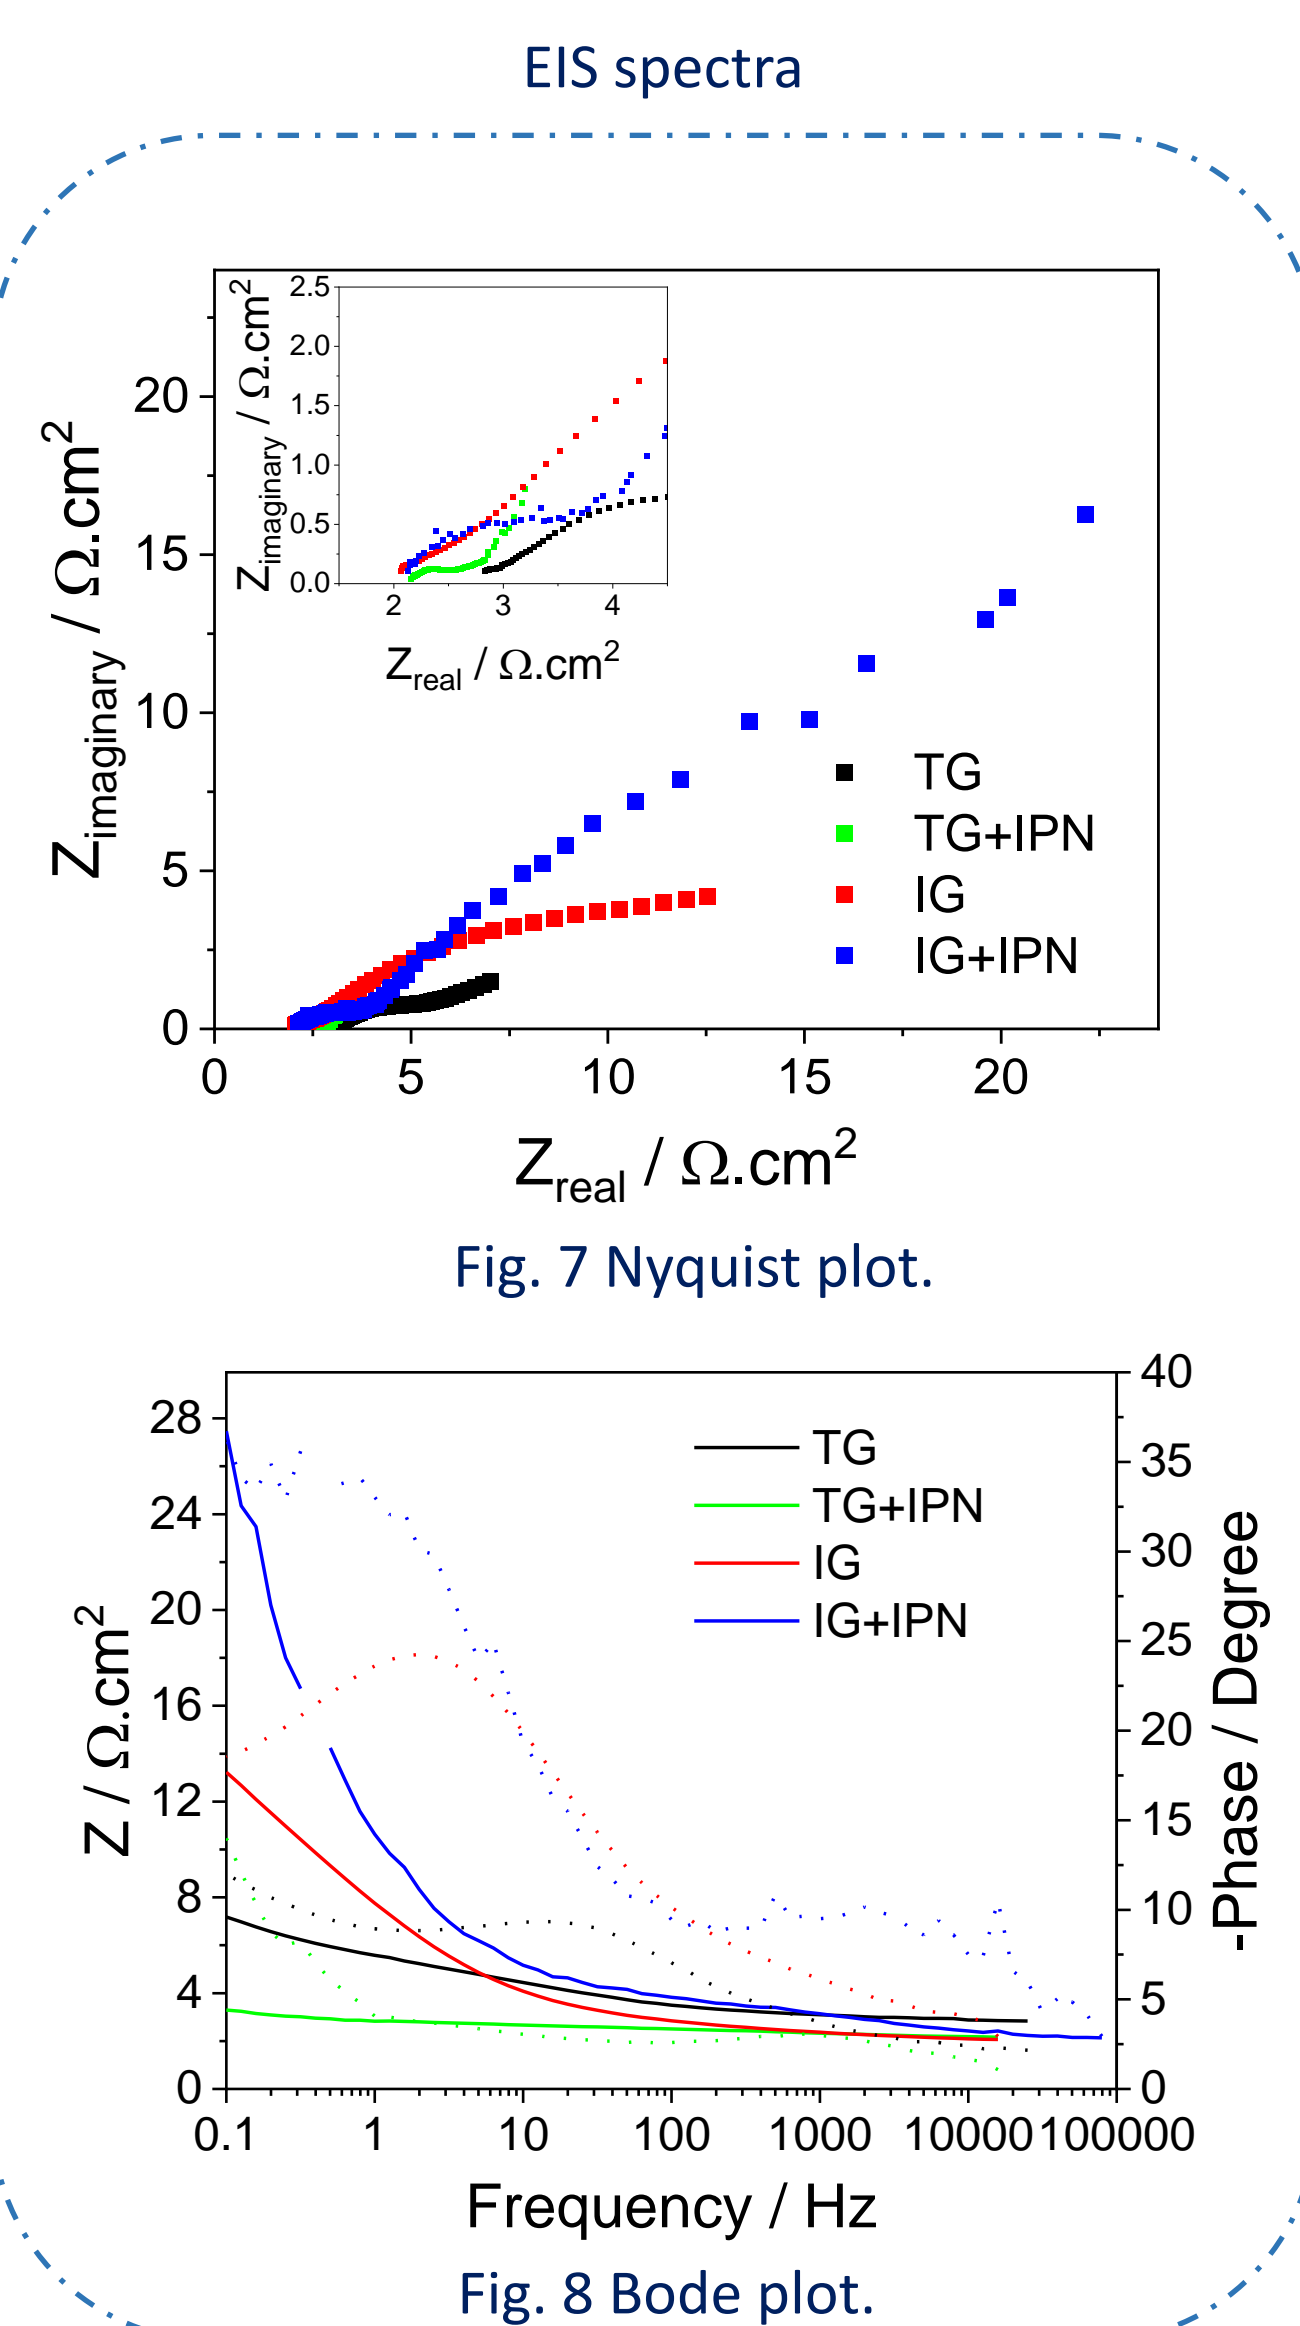 EIS spectra
2.5
2.0
1.5
1.0
0.5
0.0
2 3 4
Z_imaginary / Ω.cm²
Z_real / Ω.cm²
20
15
10
5
0
0 5 10 15 20
Z_imaginary / Ω.cm²
TG
TG+IPN
IG
IG+IPN
Z_real / Ω.cm²
Fig. 7 Nyquist plot.
28
24
20
16
12
8
4
0
Z / Ω.cm²
TG
TG+IPN
IG
IG+IPN
40
35
30
25
20
15
10
5
0
-Phase / Degree
0.1 1 10 100 1000 10000 100000
Frequency / Hz
Fig. 8 Bode plot.